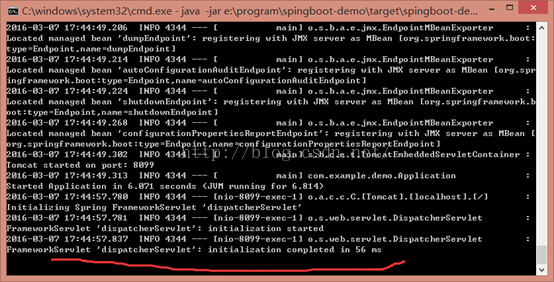 C:\windows\system32\cmd.exe - java -jar e:\program\spingboot-demo\target\spingboot-de...
2016-03-07 17:44:49.206  INFO 4344 --- [           main] o.s.b.a.e.jmx.EndpointMBeanExporter      :
Located managed bean 'dumpEndpoint': registering with JMX server as MBean [org.springframework.boot:
type=Endpoint,name=dumpEndpoint]
2016-03-07 17:44:49.214  INFO 4344 --- [           main] o.s.b.a.e.jmx.EndpointMBeanExporter      :
Located managed bean 'autoConfigurationAuditEndpoint': registering with JMX server as MBean [org.spr
ingframework.boot:type=Endpoint,name=autoConfigurationAuditEndpoint]
2016-03-07 17:44:49.224  INFO 4344 --- [           main] o.s.b.a.e.jmx.EndpointMBeanExporter      :
Located managed bean 'shutdownEndpoint': registering with JMX server as MBean [org.springframework.b
oot:type=Endpoint,name=shutdownEndpoint]
2016-03-07 17:44:49.268  INFO 4344 --- [           main] o.s.b.a.e.jmx.EndpointMBeanExporter      :
Located managed bean 'configurationPropertiesReportEndpoint': registering with JMX server as MBean [
org.springframework.boot:type=Endpoint,name=configurationPropertiesReportEndpoint]
2016-03-07 17:44:49.302  INFO 4344 --- [           main] s.b.c.e.t.TomcatEmbeddedServletContainer :
Tomcat started on port: 8099
http://blog.csdn.net/
2016-03-07 17:44:49.313  INFO 4344 --- [           main] com.example.demo.Application             :
Started Application in 6.071 seconds (JVM running for 6.814)
2016-03-07 17:44:57.780  INFO 4344 --- [nio-8099-exec-1] o.a.c.c.C.[Tomcat].[localhost].[/]       :
Initializing Spring FrameworkServlet 'dispatcherServlet'
2016-03-07 17:44:57.781  INFO 4344 --- [nio-8099-exec-1] o.s.web.servlet.DispatcherServlet        :
FrameworkServlet 'dispatcherServlet': initialization started
2016-03-07 17:44:57.837  INFO 4344 --- [nio-8099-exec-1] o.s.web.servlet.DispatcherServlet        :
FrameworkServlet 'dispatcherServlet': initialization completed in 56 ms